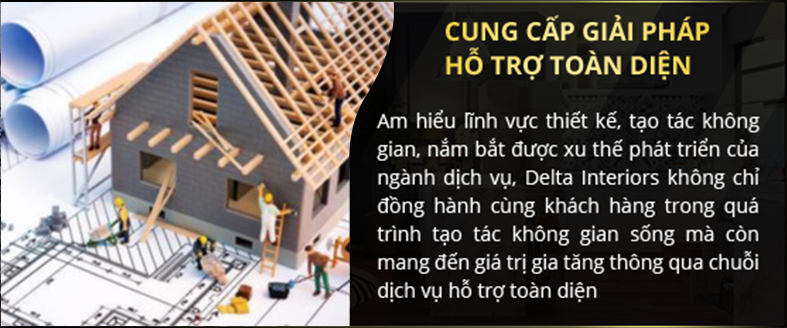 CUNG CẤP GIẢI PHÁP
HỖ TRỢ TOÀN DIỆN
Am hiểu lĩnh vực thiết kế, tạo tác không
gian, nắm bắt được xu thế phát triển của
ngành dịch vụ, Delta Interiors không chỉ
đồng hành cùng khách hàng trong quá
trình tạo tác không gian sống mà còn
mang đến giá trị gia tăng thông qua chuỗi
dịch vụ hỗ trợ toàn diện